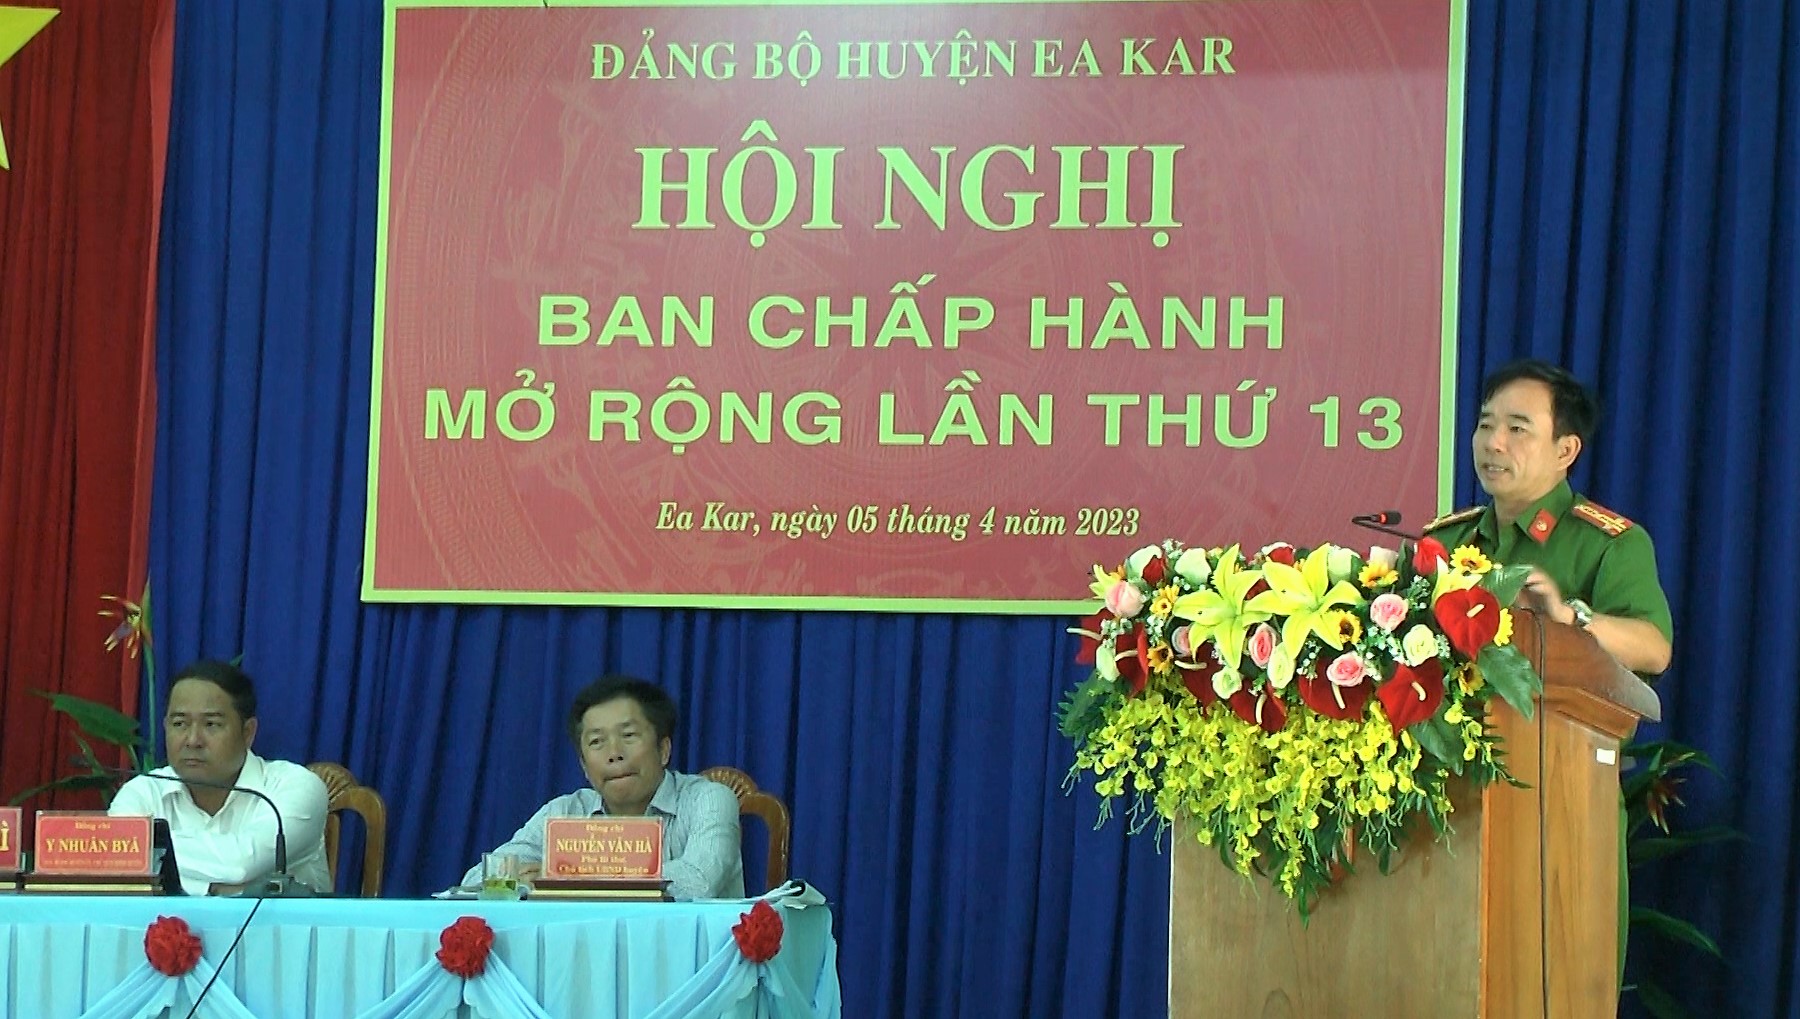 ĐẢNG BỘ HUYỆN EA KAR
HỘI NGHỊ
BAN CHẤP HÀNH
MỞ RỘNG LẦN THỨ 13
Ea Kar, ngày 05 tháng 4 năm 2023
Đồng chí
Y NHUÂN BYĂ
Đồng chí
NGUYỄN VĂN HÀ
Phó Bí thư,
Chủ tịch UBND huyện